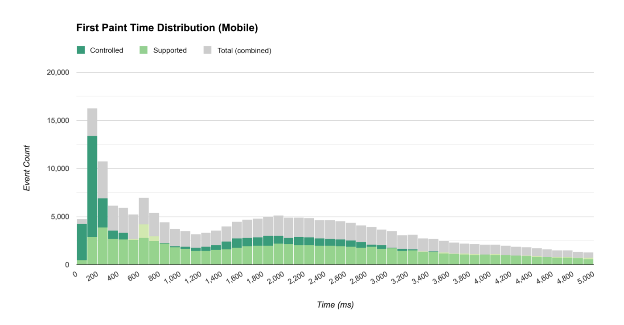 First Paint Time Distribution (Mobile)
Controlled Supported Total (combined)
20,000
15,000
10,000
5,000
0
Event Count
0 200 400 600 800 1,000 1,200 1,400 1,600 1,800 2,000 2,200 2,400 2,600 2,800 3,000 3,200 3,400 3,600 3,800 4,000 4,200 4,400 4,600 4,800 5,000
Time (ms)